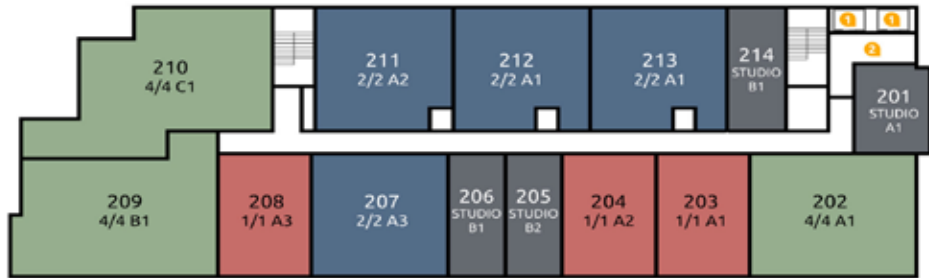 210
4/4 C1
211
2/2 A2
212
2/2 A1
213
2/2 A1
214
STUDIO
B1
1
1
2
201
STUDIO
A1
209
4/4 B1
208
1/1 A3
207
2/2 A3
206
STUDIO
B1
205
STUDIO
B2
204
1/1 A2
203
1/1 A1
202
4/4 A1